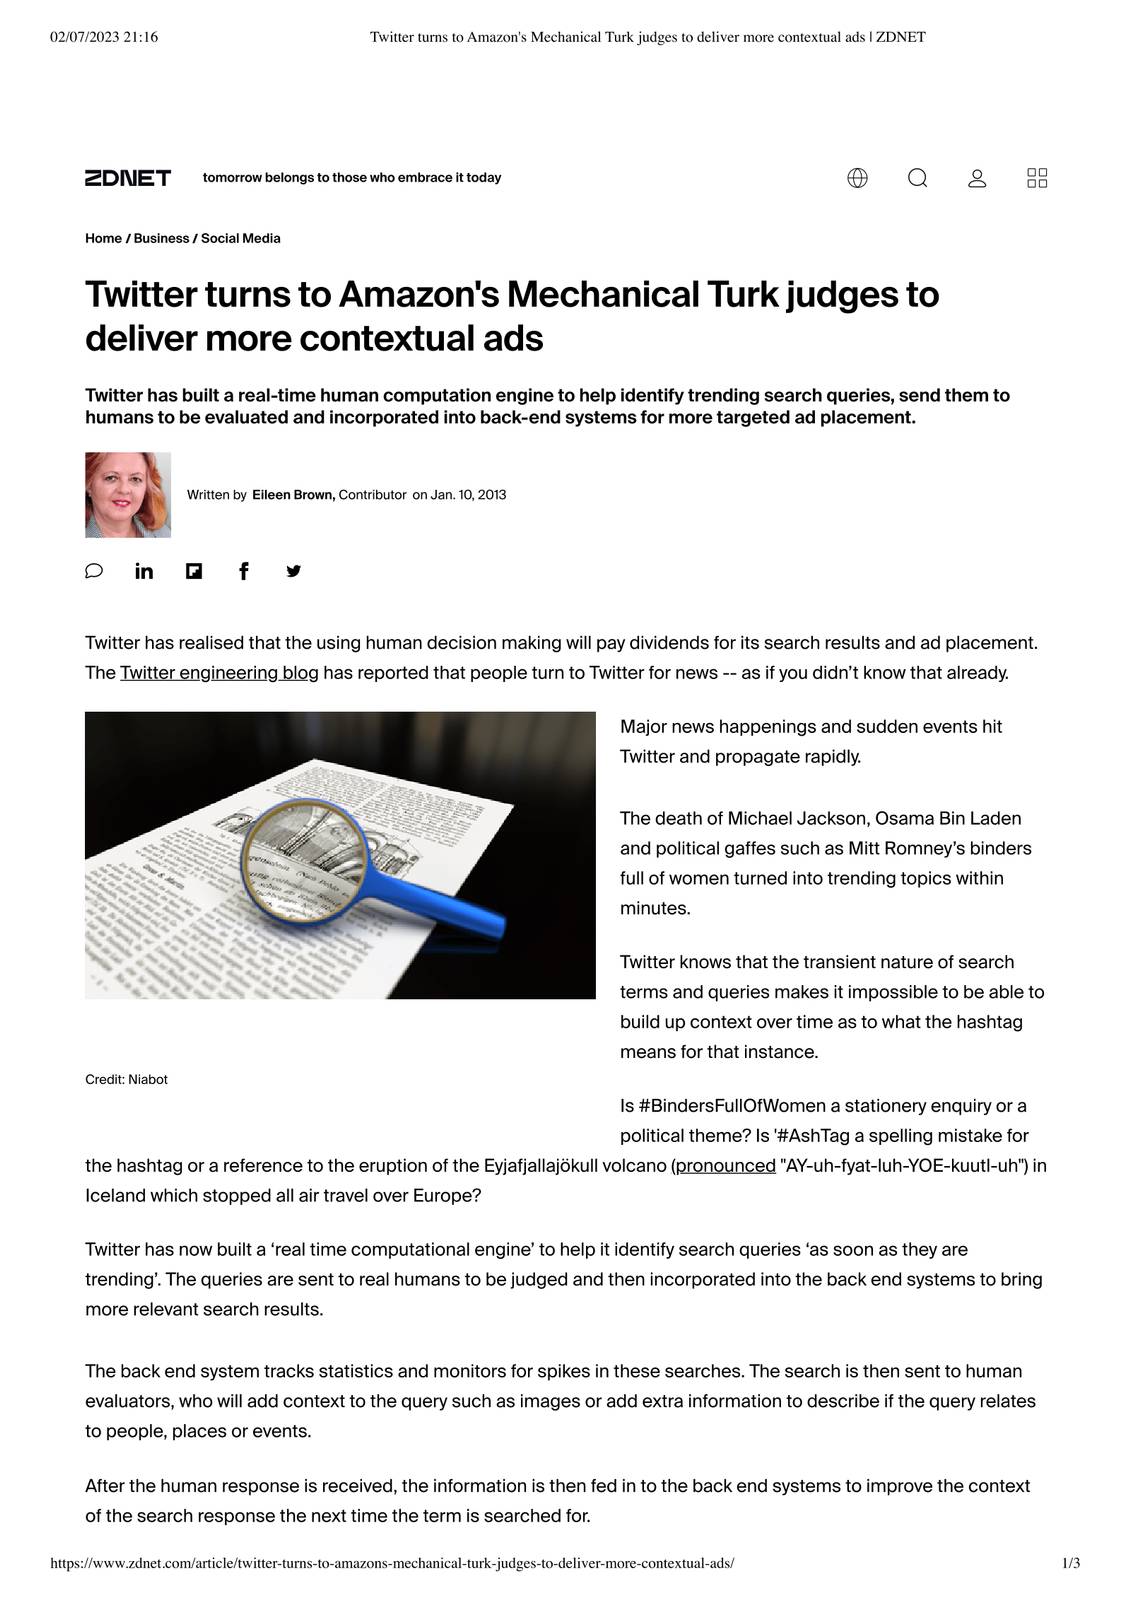 02/07/2023 21:16
Twitter turns to Amazon's Mechanical Turk judges to deliver more contextual ads | ZDNET
ZDNET
tomorrow belongs to those who embrace it today
Home / Business / Social Media
Twitter turns to Amazon's Mechanical Turk judges to
deliver more contextual ads
Twitter has built a real-time human computation engine to help identify trending search queries, send them to
humans to be evaluated and incorporated into back-end systems for more targeted ad placement.
Written by Eileen Brown, Contributor on Jan. 10, 2013
Twitter has realised that the using human decision making will pay dividends for its search results and ad placement.
The Twitter engineering blog has reported that people turn to Twitter for news -- as if you didn’t know that already.
Major news happenings and sudden events hit
Twitter and propagate rapidly.
The death of Michael Jackson, Osama Bin Laden
and political gaffes such as Mitt Romney’s binders
full of women turned into trending topics within
minutes.
Twitter knows that the transient nature of search
terms and queries makes it impossible to be able to
build up context over time as to what the hashtag
means for that instance.
Credit: Niabot
Is #BindersFullOfWomen a stationery enquiry or a
political theme? Is '#AshTag a spelling mistake for
the hashtag or a reference to the eruption of the Eyjafjallajökull volcano (pronounced "AY-uh-fyat-luh-YOE-kuutl-uh") in
Iceland which stopped all air travel over Europe?
Twitter has now built a ‘real time computational engine’ to help it identify search queries ‘as soon as they are
trending’. The queries are sent to real humans to be judged and then incorporated into the back end systems to bring
more relevant search results.
The back end system tracks statistics and monitors for spikes in these searches. The search is then sent to human
evaluators, who will add context to the query such as images or add extra information to describe if the query relates
to people, places or events.
After the human response is received, the information is then fed in to the back end systems to improve the context
of the search response the next time the term is searched for.
https://www.zdnet.com/article/twitter-turns-to-amazons-mechanical-turk-judges-to-deliver-more-contextual-ads/
1/3